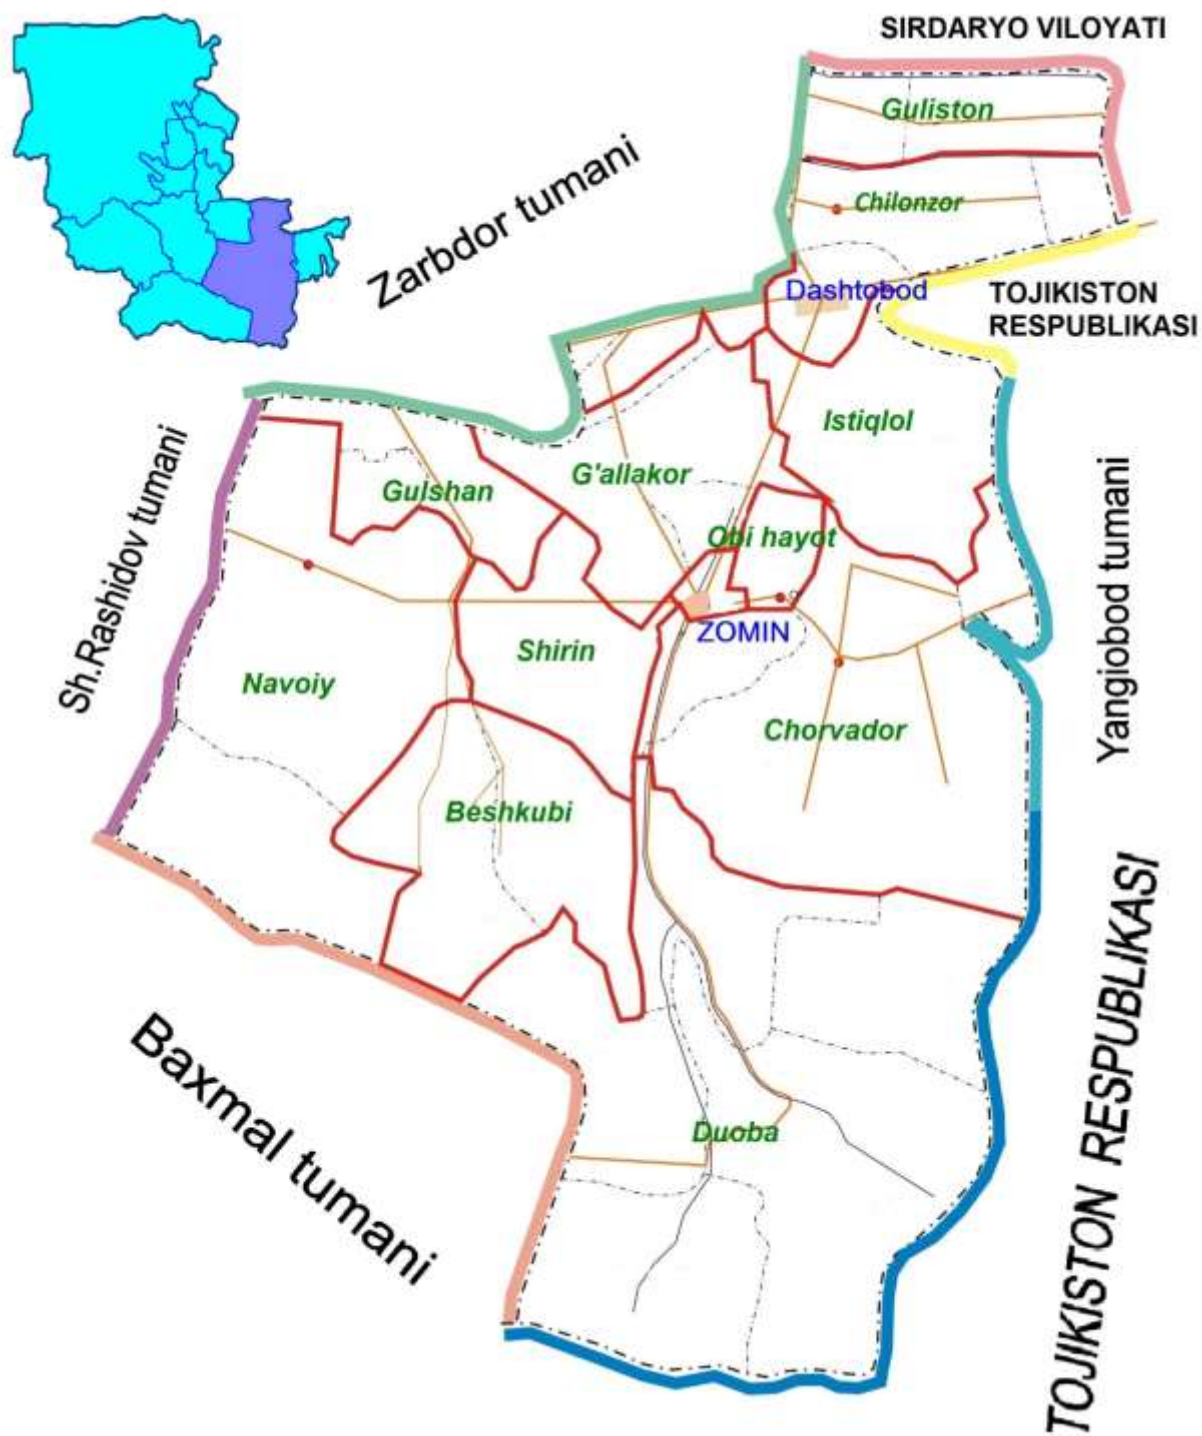 SIRDARYO VILOYATI
Guliston
Zarbdor tumani
Chilonzor
Dashtobod
TOJIKISTON
RESPUBLIKASI
Istiqlol
Sh.Rashidov tumani
G'allakor
Gulshan
Yangiobod tumani
Obi hayot
ZOMIN
Shirin
Navoiy
Chorvador
Beshkubi
TOJIKISTON RESPUBLIKASI
Baxmal tumani
Duoba